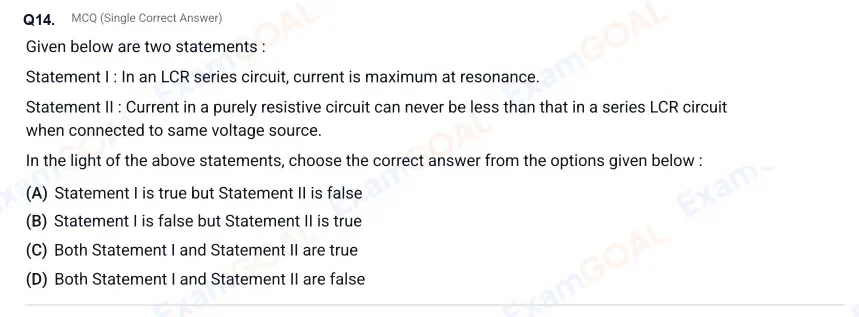 Q14. MCQ (Single Correct Answer)
Given below are two statements :
Statement I : In an LCR series circuit, current is maximum at resonance.
Statement II : Current in a purely resistive circuit can never be less than that in a series LCR circuit
when connected to same voltage source.
In the light of the above statements, choose the correct answer from the options given below :
(A) Statement I is true but Statement II is false
(B) Statement I is false but Statement II is true
(C) Both Statement I and Statement II are true
(D) Both Statement I and Statement II are false